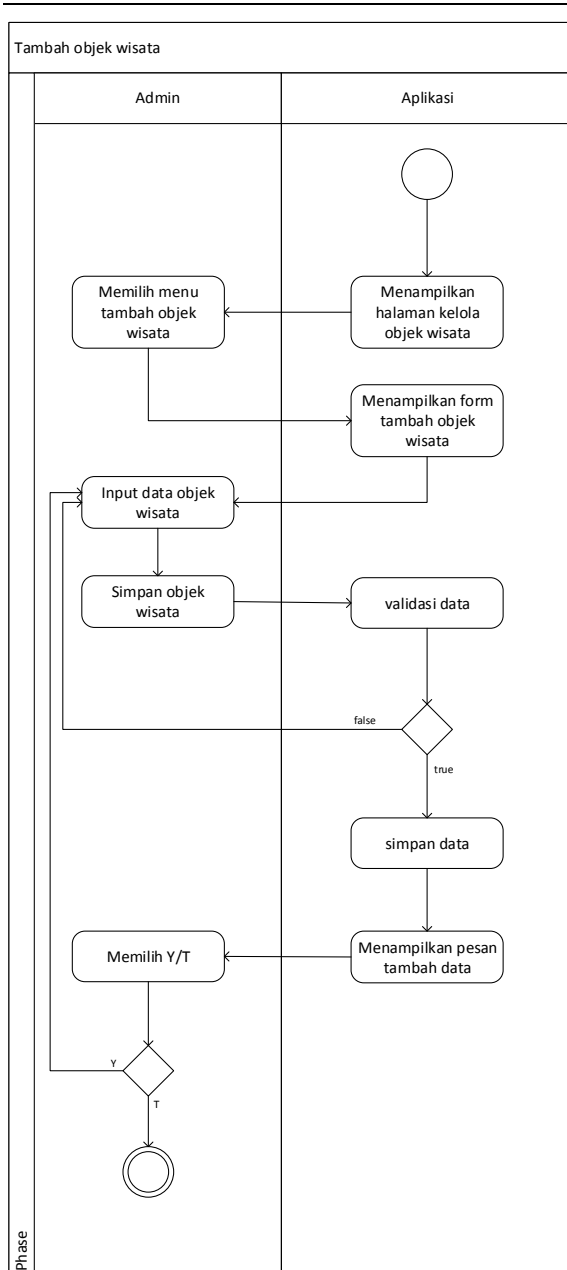 Tambah objek wisata
Admin
Aplikasi
Menampilkan
halaman kelola
objek wisata
Memilih menu
tambah objek
wisata
Menampilkan form
tambah objek
wisata
Input data objek
wisata
Simpan objek
wisata
validasi data
false
true
simpan data
Menampilkan pesan
tambah data
Memilih Y/T
Y
T
Phase